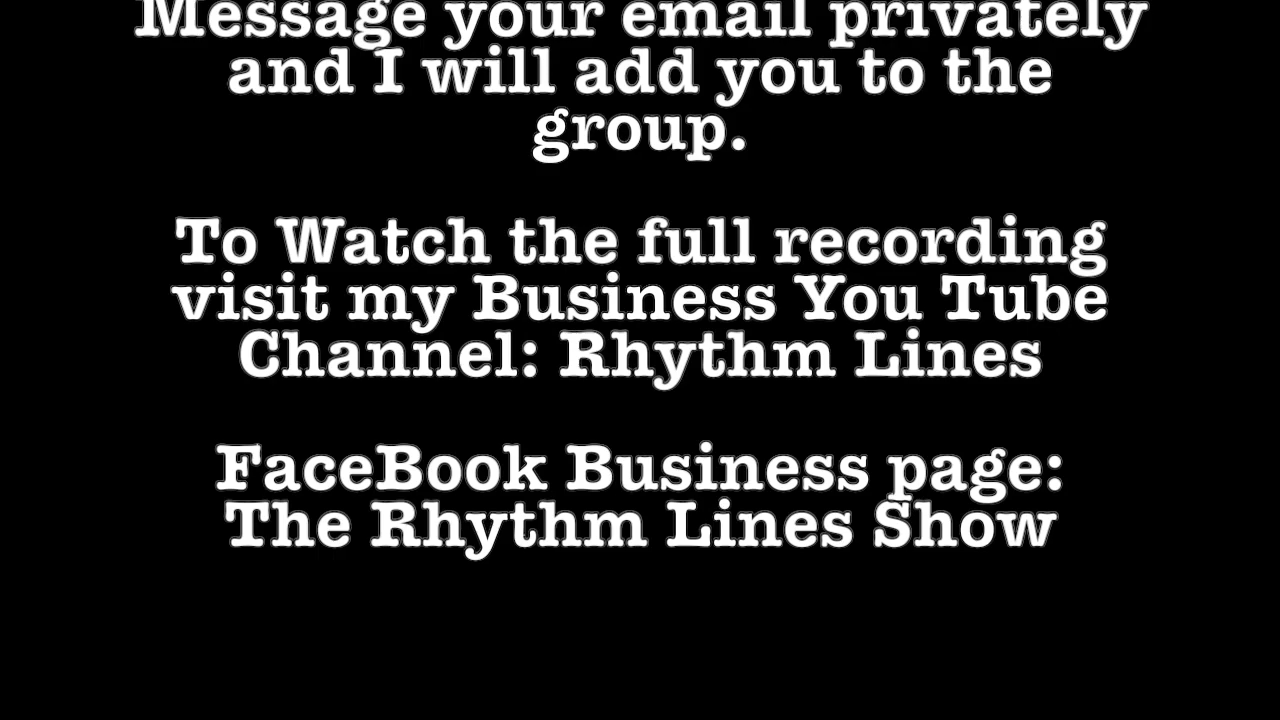 Message your email privately
and I will add you to the
group.
To Watch the full recording
visit my Business You Tube
Channel: Rhythm Lines
FaceBook Business page:
The Rhythm Lines Show